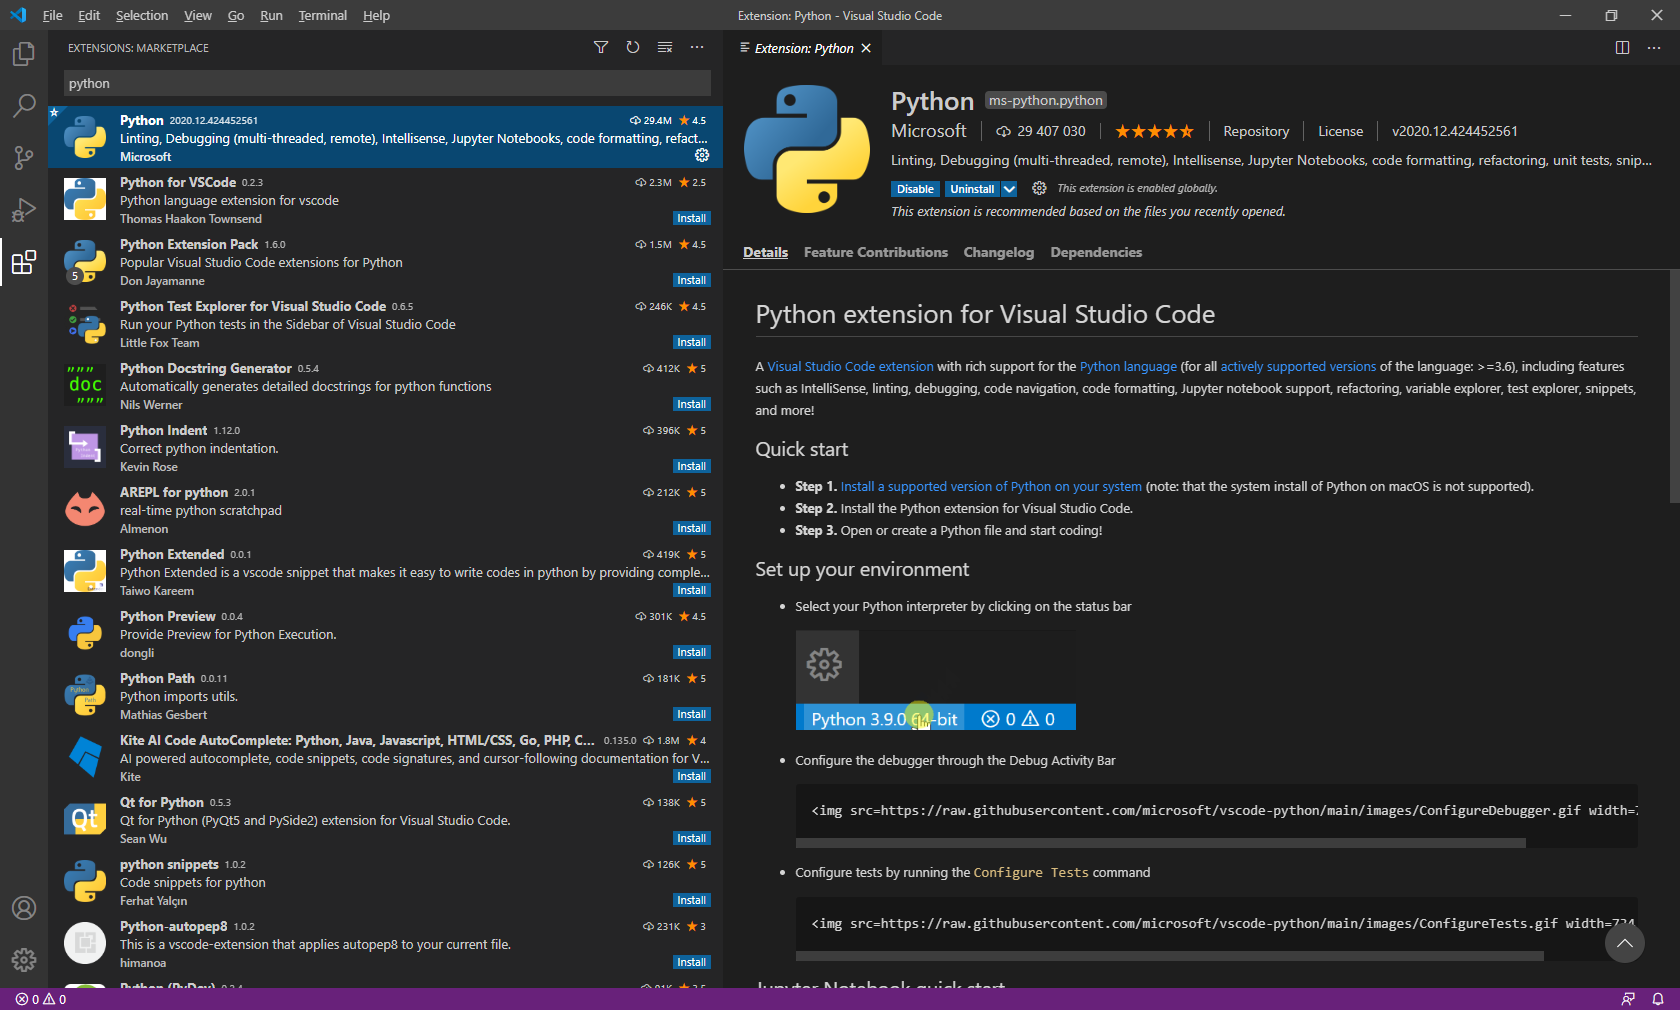 File Edit Selection View Go Run Terminal Help
Extension: Python - Visual Studio Code
EXTENSIONS: MARKETPLACE
python
Python 2020.12.424452561 29.4M 4.5
Linting, Debugging (multi-threaded, remote), Intellisense, Jupyter Notebooks, code formatting, refact...
Microsoft
Python for VSCode 0.2.3 2.3M 2.5
Python language extension for vscode
Thomas Haakon Townsend Install
Python Extension Pack 1.6.0 1.5M 4.5
Popular Visual Studio Code extensions for Python
5
Don Jayamanne Install
Python Test Explorer for Visual Studio Code 0.6.5 246K 4.5
Run your Python tests in the Sidebar of Visual Studio Code
Little Fox Team Install
Python Docstring Generator 0.5.4 412K 5
"""
doc
"""
Automatically generates detailed docstrings for python functions
Nils Werner Install
Python Indent 1.12.0 396K 5
Correct python indentation.
Kevin Rose Install
AREPL for python 2.0.1 212K 5
real-time python scratchpad
Almenon Install
Python Extended 0.0.1 419K 5
Python Extended is a vscode snippet that makes it easy to write codes in python by providing comple...
Taiwo Kareem Install
Python Preview 0.0.4 301K 4.5
Provide Preview for Python Execution.
dongli Install
Python Path 0.0.11 181K 5
Python
Path
Python imports utils.
Mathias Gesbert Install
Kite AI Code AutoComplete: Python, Java, Javascript, HTML/CSS, Go, PHP, C... 0.135.0 1.8M 4
AI powered autocomplete, code snippets, code signatures, and cursor-following documentation for V...
Kite Install
Qt for Python 0.5.3 138K 5
Qt
Qt for Python (PyQt5 and PySide2) extension for Visual Studio Code.
Sean Wu Install
python snippets 1.0.2 126K 5
Code snippets for python
Ferhat Yalçın Install
Python-autopep8 1.0.2 231K 3
This is a vscode-extension that applies autopep8 to your current file.
himanoa Install
Python (PyDev)
Extension: Python
Python ms-python.python
Microsoft 29 407 030 Repository License v2020.12.424452561
Linting, Debugging (multi-threaded, remote), Intellisense, Jupyter Notebooks, code formatting, refactoring, unit tests, snip...
Disable Uninstall This extension is enabled globally.
This extension is recommended based on the files you recently opened.
Details Feature Contributions Changelog Dependencies
Python extension for Visual Studio Code
A Visual Studio Code extension with rich support for the Python language (for all actively supported versions of the language: >=3.6), including features
such as IntelliSense, linting, debugging, code navigation, code formatting, Jupyter notebook support, refactoring, variable explorer, test explorer, snippets,
and more!
Quick start
• Step 1. Install a supported version of Python on your system (note: that the system install of Python on macOS is not supported).
• Step 2. Install the Python extension for Visual Studio Code.
• Step 3. Open or create a Python file and start coding!
Set up your environment
• Select your Python interpreter by clicking on the status bar
Python 3.9.0 64-bit 0 0
• Configure the debugger through the Debug Activity Bar
<img src=https://raw.githubusercontent.com/microsoft/vscode-python/main/images/ConfigureDebugger.gif width=
• Configure tests by running the Configure Tests command
<img src=https://raw.githubusercontent.com/microsoft/vscode-python/main/images/ConfigureTests.gif width=734
Jupyter Notebook quick start
0 0